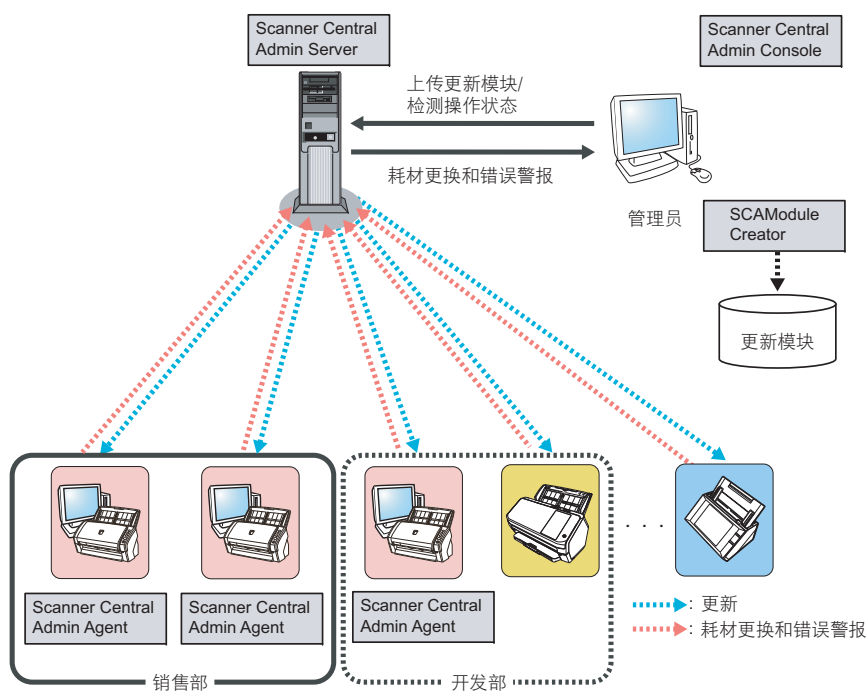 Scanner Central
Admin Server
Scanner Central
Admin Console
上传更新模块/
检测操作状态
耗材更换和错误警报
管理员
SCAModule
Creator
更新模块
Scanner Central
Admin Agent
Scanner Central
Admin Agent
Scanner Central
Admin Agent
· · ·
: 更新
: 耗材更换和错误警报
销售部
开发部